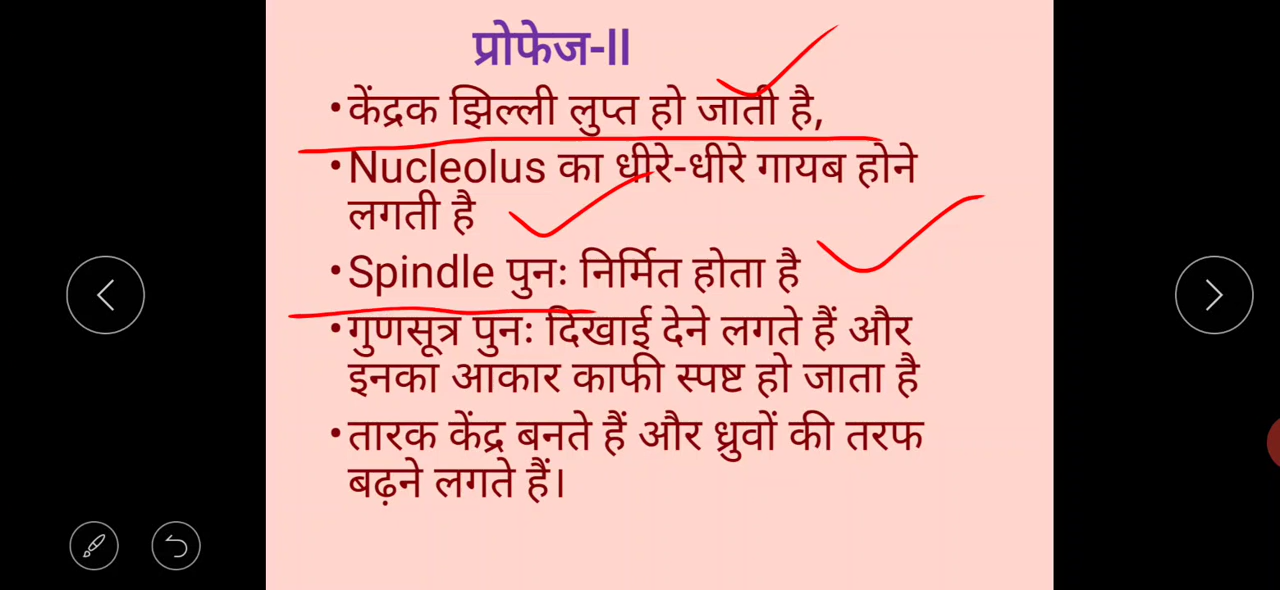 प्रोफेज-II
•केंद्रक झिल्ली लुप्त हो जाती है,
•Nucleolus का धीरे-धीरे गायब होने
लगती है
•Spindle पुनः निर्मित होता है
•गुणसूत्र पुनः दिखाई देने लगते हैं और
इनका आकार काफी स्पष्ट हो जाता है
•तारक केंद्र बनते हैं और ध्रुवों की तरफ
बढ़ने लगते हैं।